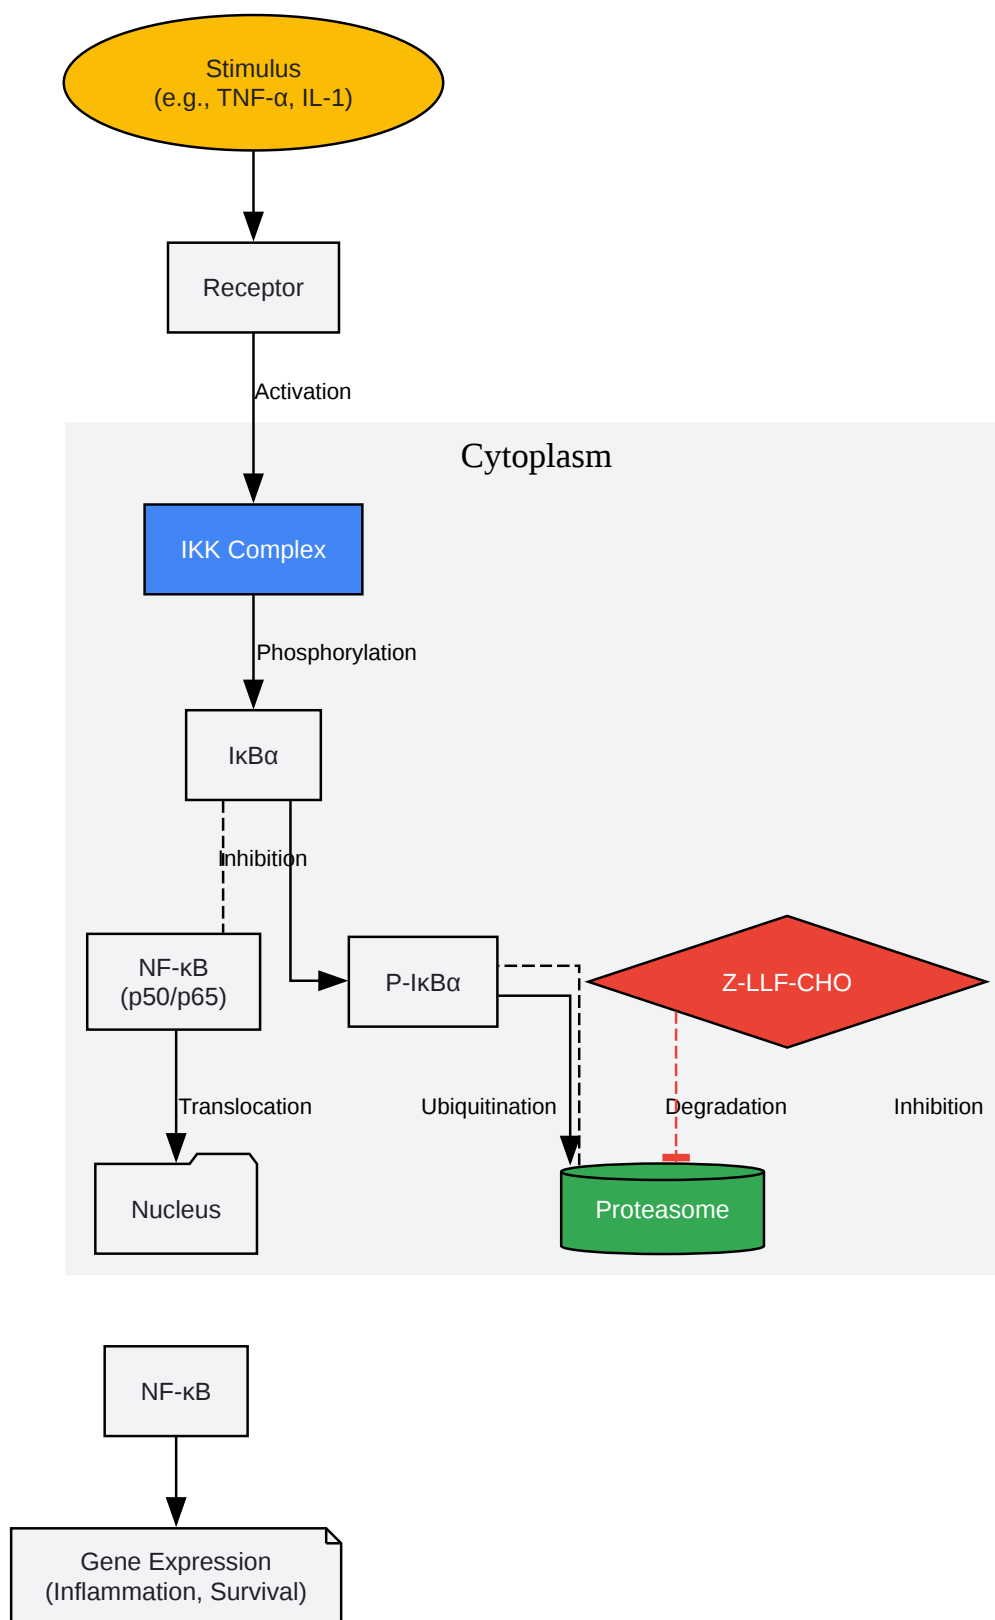 Stimulus
(e.g., TNF-α, IL-1)
Receptor
Activation
Cytoplasm
IKK Complex
Phosphorylation
IκBα
Inhibition
NF-κB
(p50/p65)
P-IκBα
Z-LLF-CHO
Translocation
Ubiquitination
Degradation
Inhibition
Nucleus
Proteasome
NF-κB
Gene Expression
(Inflammation, Survival)